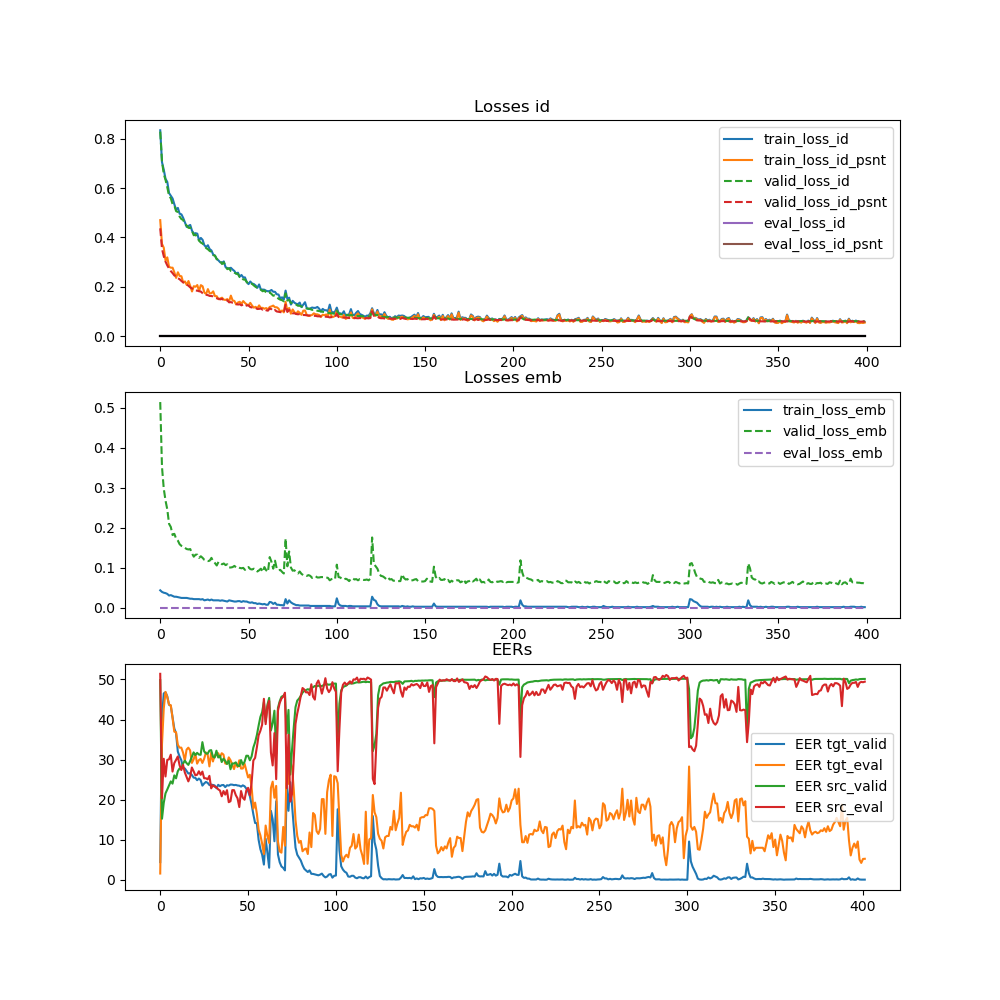 Losses id
0.8
0.6
0.4
0.2
0.0
train_loss_id
train_loss_id_psnt
valid_loss_id
valid_loss_id_psnt
eval_loss_id
eval_loss_id_psnt
0 50 100 150 200 250 300 350 400
Losses emb
0.5
0.4
0.3
0.2
0.1
0.0
train_loss_emb
valid_loss_emb
eval_loss_emb
0 50 100 150 200 250 300 350 400
EERs
50
40
30
20
10
0
EER tgt_valid
EER tgt_eval
EER src_valid
EER src_eval
0 50 100 150 200 250 300 350 400